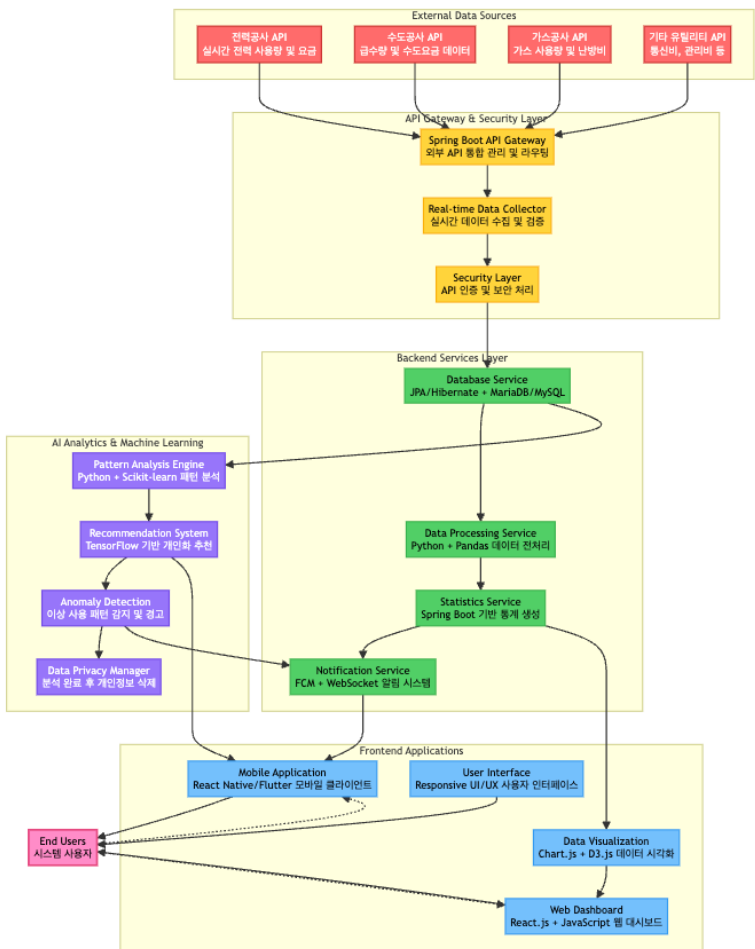 External Data Sources
전력공사 API
실시간 전력 사용량 및 요금
수도공사 API
급수량 및 수도요금 데이터
가스공사 API
가스 사용량 및 난방비
기타 유틸리티 API
통신비, 관리비 등
API Gateway & Security Layer
Spring Boot API Gateway
외부 API 통합 관리 및 라우팅
Real-time Data Collector
실시간 데이터 수집 및 검증
Security Layer
API 인증 및 보안 처리
Backend Services Layer
Database Service
JPA/Hibernate + MariaDB/MySQL
AI Analytics & Machine Learning
Pattern Analysis Engine
Python + Scikit-learn 패턴 분석
Recommendation System
TensorFlow 기반 개인화 추천
Data Processing Service
Python + Pandas 데이터 전처리
Anomaly Detection
이상 사용 패턴 감지 및 경고
Statistics Service
Spring Boot 기반 통계 생성
Data Privacy Manager
분석 완료 후 개인정보 삭제
Notification Service
FCM + WebSocket 알림 시스템
Frontend Applications
Mobile Application
React Native/Flutter 모바일 클라이언트
User Interface
Responsive UI/UX 사용자 인터페이스
End Users
시스템 사용자
Data Visualization
Chart.js + D3.js 데이터 시각화
Web Dashboard
React.js + JavaScript 웹 대시보드